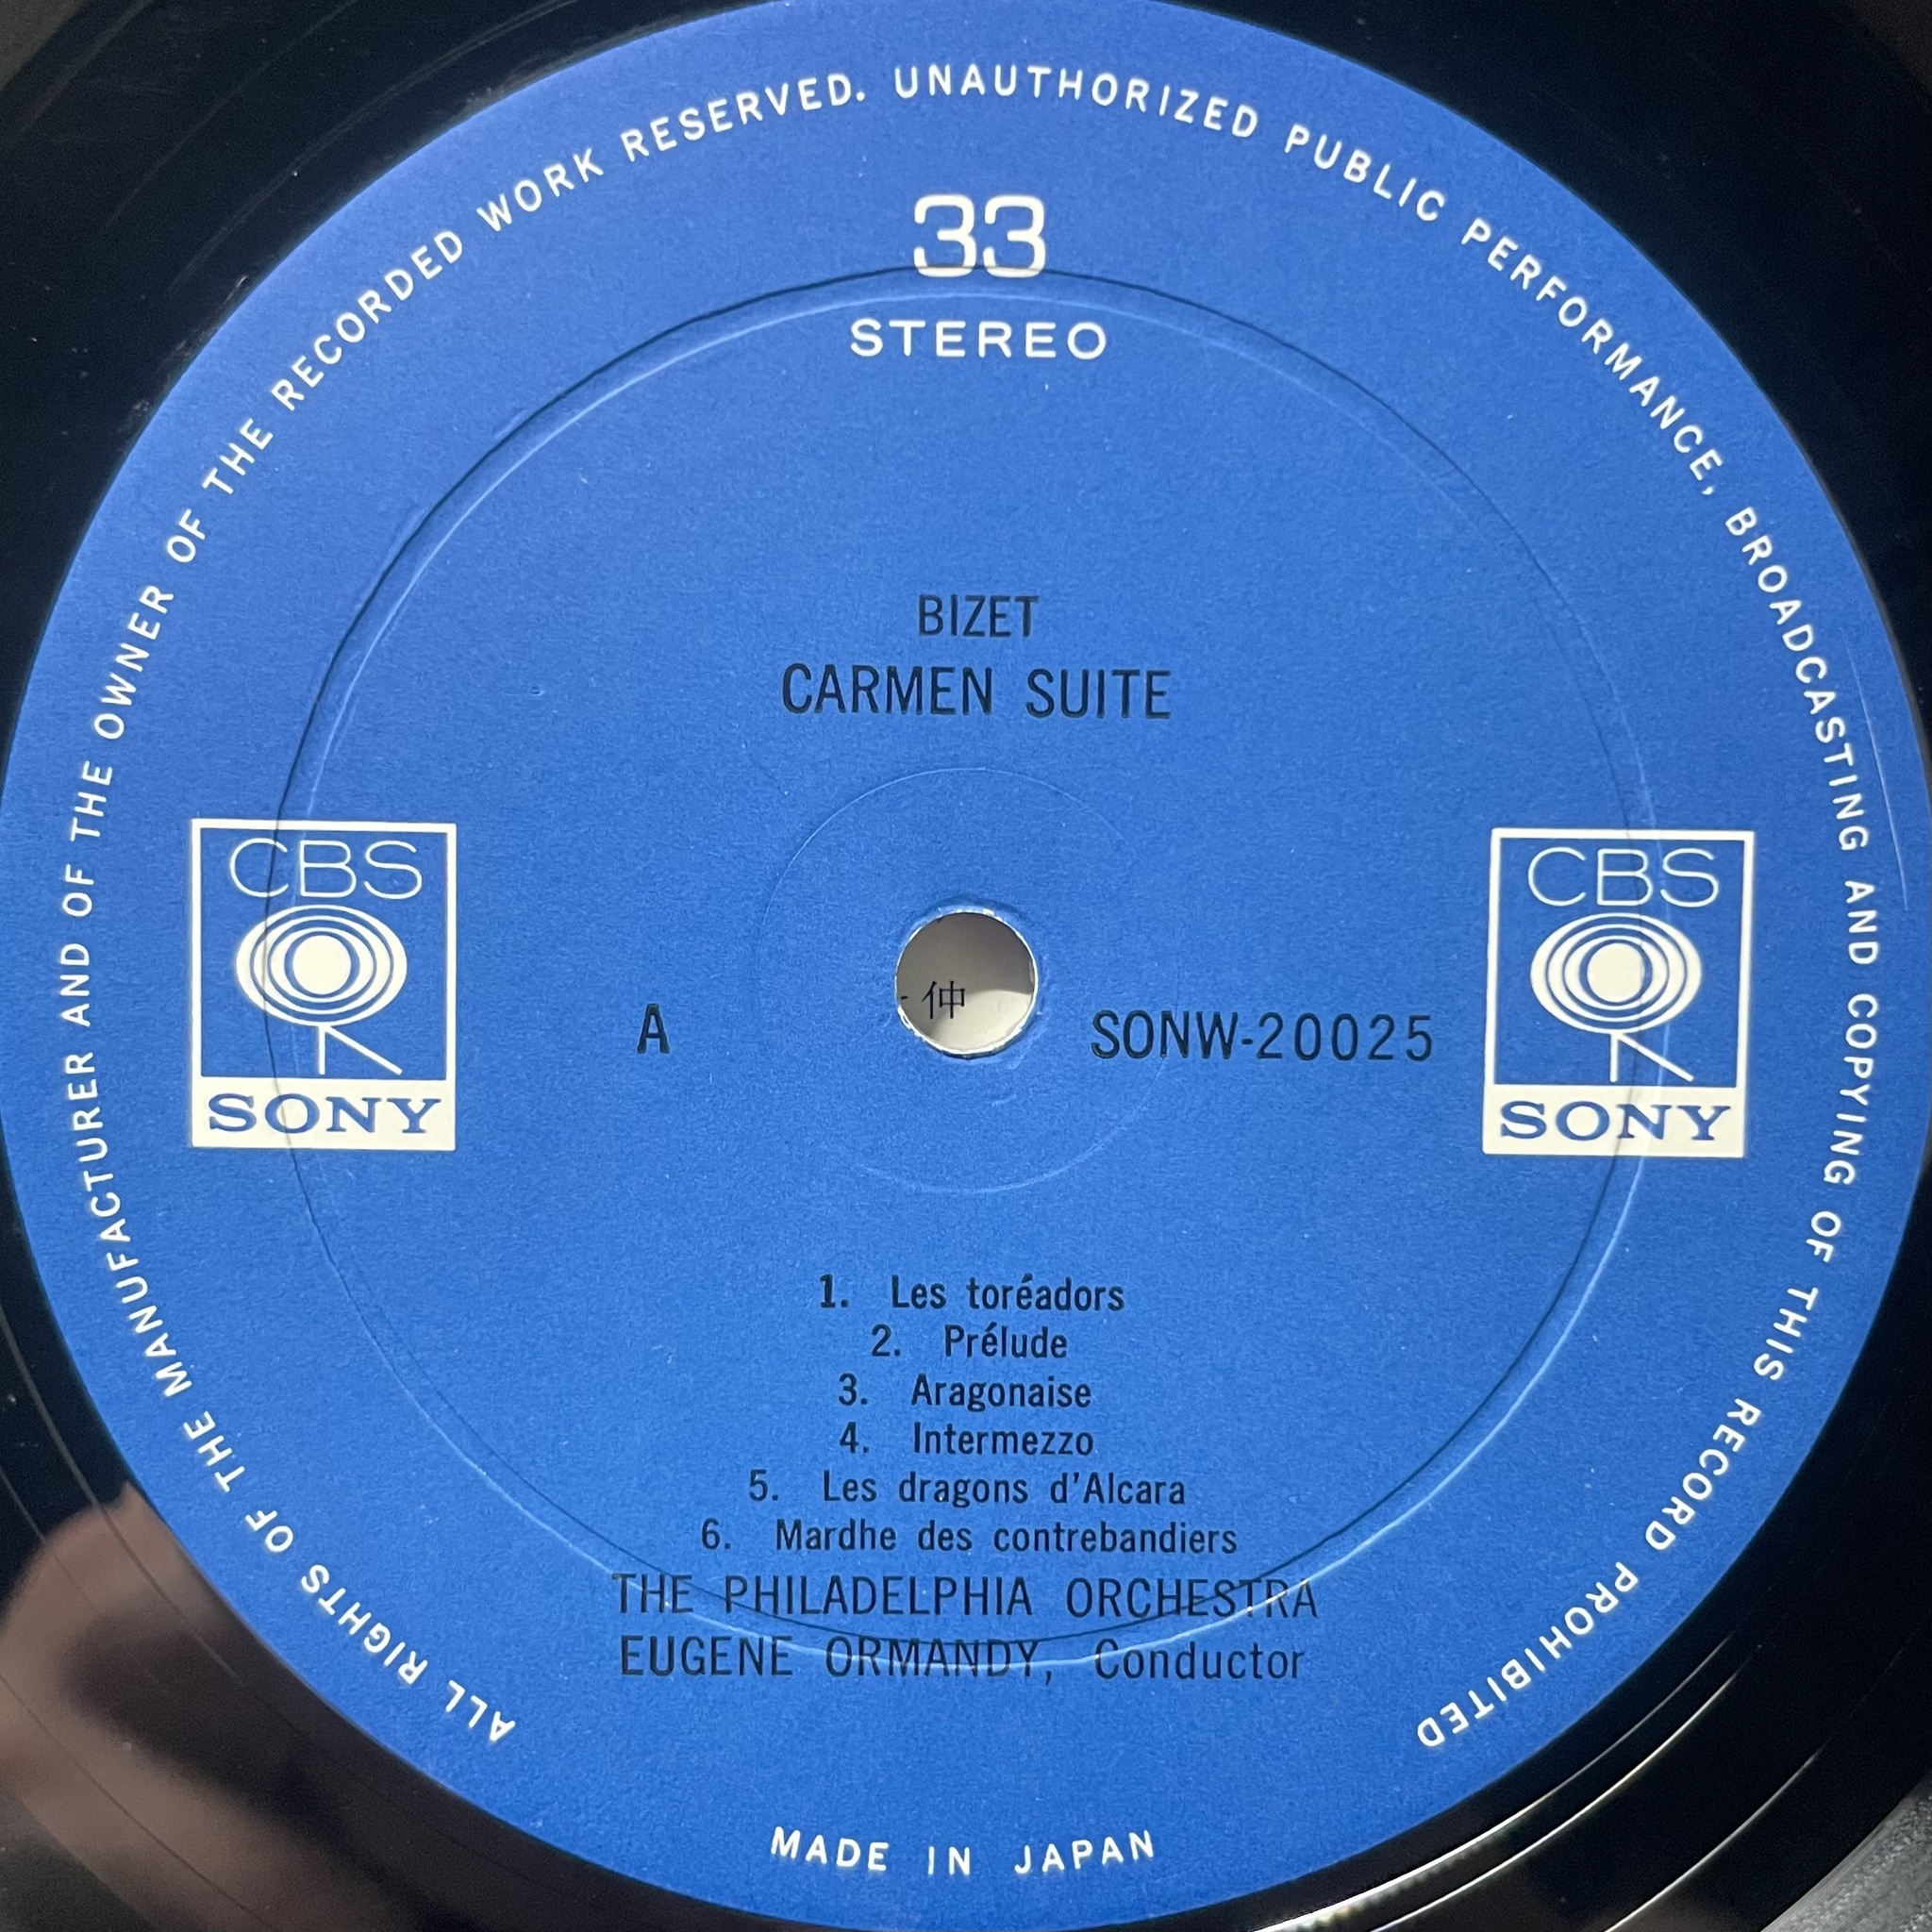 ALL RIGHTS OF THE MANUFACTURER AND OF THE OWNER OF THE RECORDED WORK RESERVED. UNAUTHORIZED PUBLIC PERFORMANCE, BROADCASTING AND COPYING OF THIS RECORD PROHIBITED
33
STEREO
BIZET
CARMEN SUITE
CBS
SONY
CBS
SONY
仲
A
SONW-20025
1. Les toréadors
2. Prélude
3. Aragonaise
4. Intermezzo
5. Les dragons d'Alcara
6. Mardhe des contrebandiers
THE PHILADELPHIA ORCHESTRA
EUGENE ORMANDY, Conductor
MADE IN JAPAN